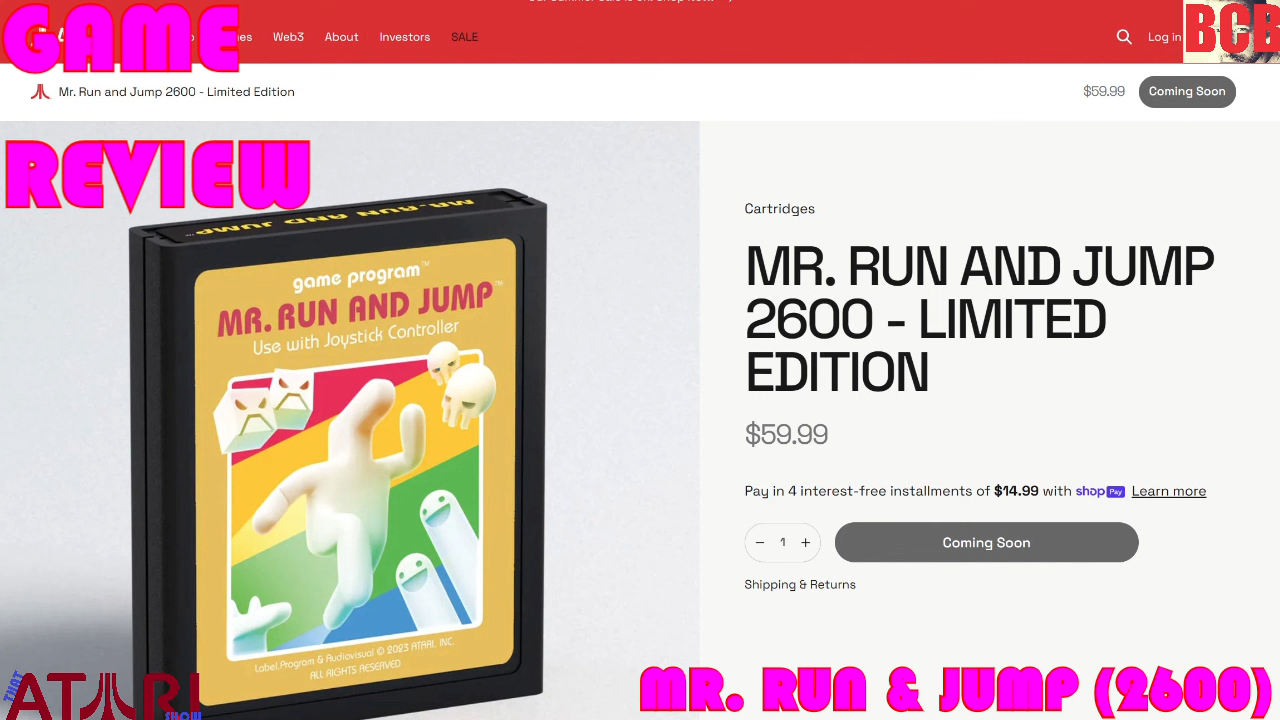 GAME
REVIEW
Web3
About
Investors
SALE
Log in
BCB
Mr. Run and Jump 2600 - Limited Edition
$59.99
Coming Soon
MR. RUN AND JUMP
game program™
MR. RUN AND JUMP™
Use with Joystick Controller
Label, Program & Audiovisual © 2023 ATARI, INC.
ALL RIGHTS RESERVED
Cartridges
MR. RUN AND JUMP
2600 - LIMITED
EDITION
$59.99
Pay in 4 interest-free installments of $14.99 with shop Pay Learn more
− 1 +
Coming Soon
Shipping & Returns
THAT
ATARI
SHOW
MR. RUN & JUMP (2600)